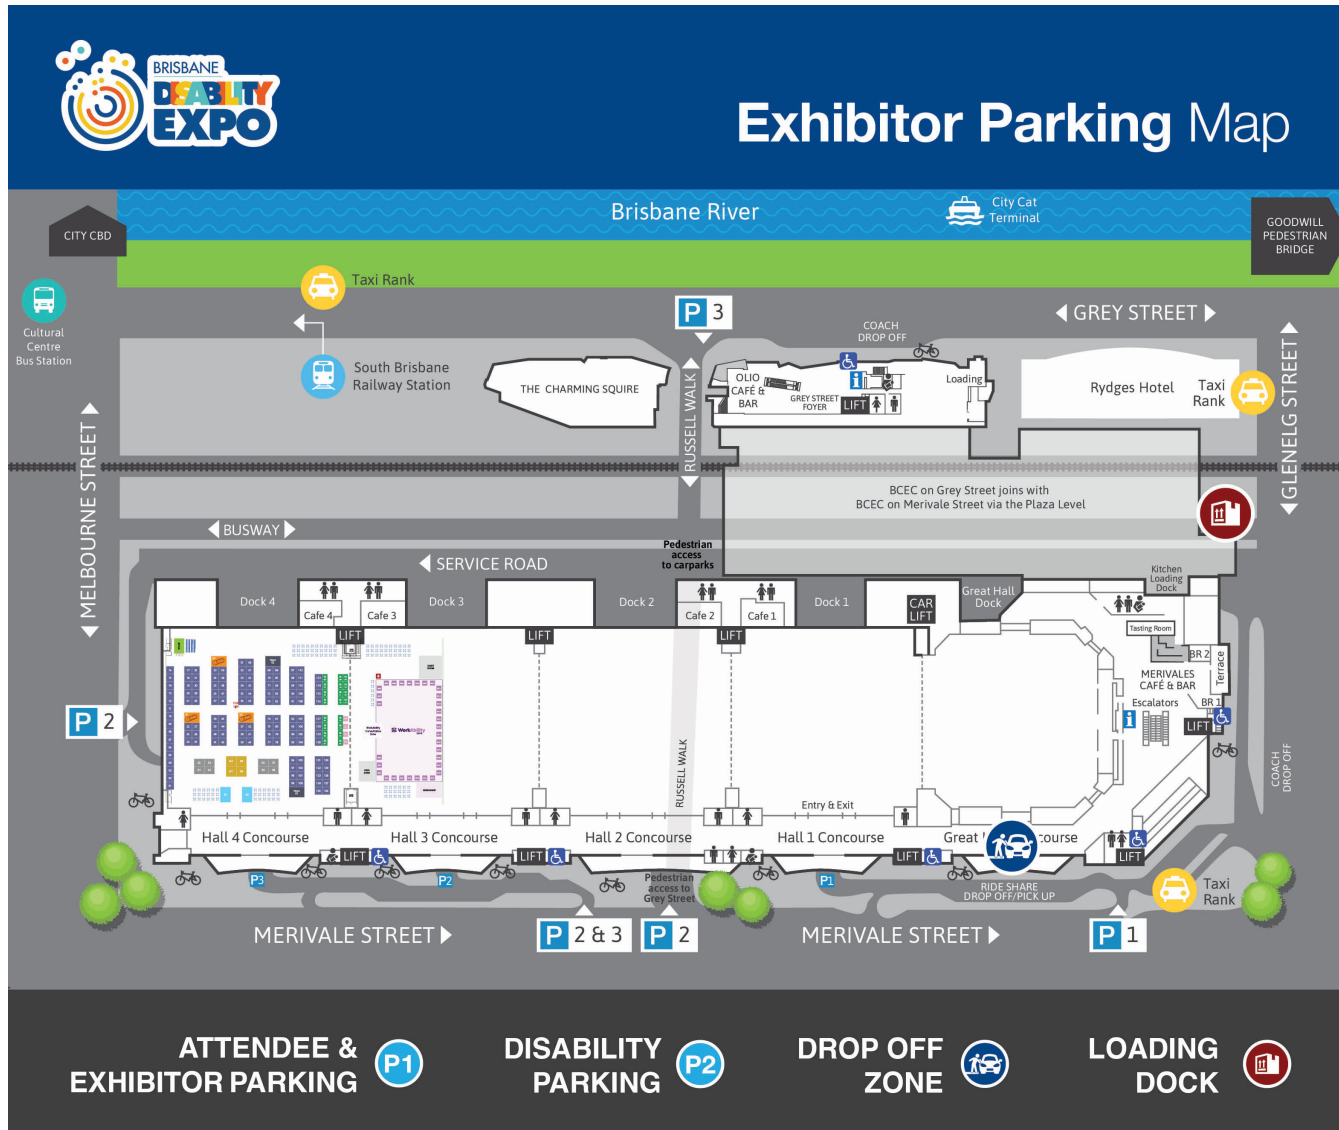 BRISBANE
DISABILITY
EXPO
Exhibitor Parking Map
Brisbane River
City Cat
Terminal
CITY CBD
GOODWILL
PEDESTRIAN
BRIDGE
Taxi Rank
Cultural
Centre
Bus Station
P 3
GREY STREET
COACH
DROP OFF
South Brisbane
Railway Station
THE CHARMING SQUIRE
RUSSELL WALK
OLIO
CAFÉ &
BAR
GREY STREET
FOYER
LIFT
Loading
Rydges Hotel
Taxi
Rank
GLENELG STREET
MELBOURNE STREET
BCEC on Grey Street joins with
BCEC on Merivale Street via the Plaza Level
BUSWAY
SERVICE ROAD
Pedestrian
access
to carparks
Dock 4
Cafe 4
Cafe 3
Dock 3
Dock 2
Cafe 2
Cafe 1
Dock 1
CAR
LIFT
Great Hall
Dock
Kitchen
Loading
Dock
LIFT
LIFT
LIFT
Tasting Room
BR 2
Terrace
MERIVALES
CAFÉ & BAR
Escalators
BR 1
LIFT
P 2
Workability
RUSSELL WALK
COACH
DROP OFF
Entry & Exit
Hall 4 Concourse
Hall 3 Concourse
Hall 2 Concourse
Hall 1 Concourse
LIFT
LIFT
LIFT
LIFT
P3
P2
P1
Pedestrian
access to
Grey Street
RIDE SHARE
DROP OFF/PICK UP
Taxi
Rank
MERIVALE STREET
P 2 & 3
P 2
MERIVALE STREET
P 1
ATTENDEE &
EXHIBITOR PARKING
P1
DISABILITY
PARKING
P2
DROP OFF
ZONE
LOADING
DOCK